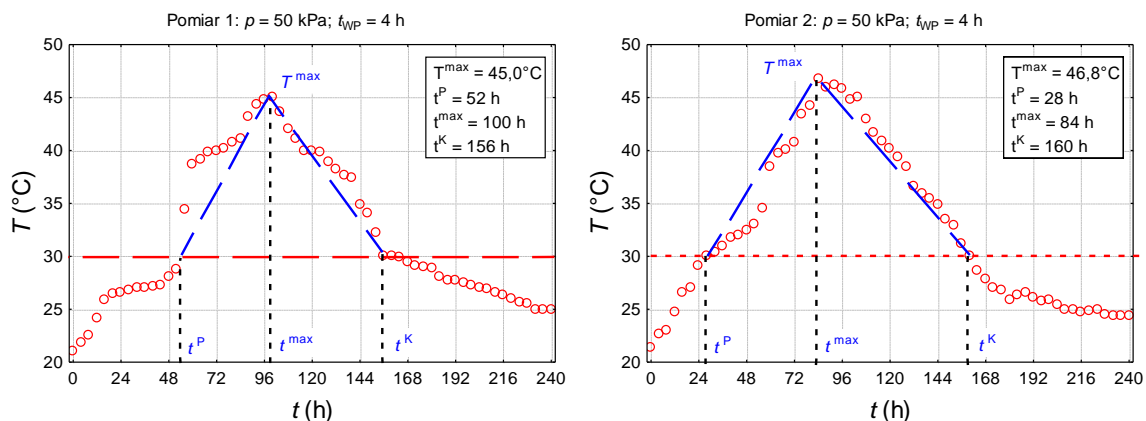 Pomiar 1: p = 50 kPa; tWP = 4 h
50
45
40
35
30
25
20
T (°C)
Tmax
Tmax = 45,0°C
tP = 52 h
tmax = 100 h
tK = 156 h
tP
tmax
tK
0 24 48 72 96 120 144 168 192 216 240
t (h)
Pomiar 2: p = 50 kPa; tWP = 4 h
50
45
40
35
30
25
20
T (°C)
Tmax
Tmax = 46,8°C
tP = 28 h
tmax = 84 h
tK = 160 h
tP
tmax
tK
0 24 48 72 96 120 144 168 192 216 240
t (h)